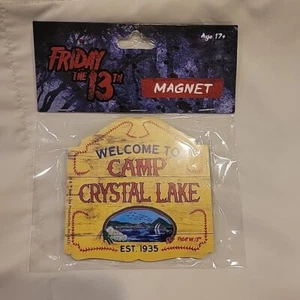 Age 17+
FRIDAY
THE
13TH
MAGNET
WELCOME TO
CAMP
CRYSTAL LAKE
EST. 1935